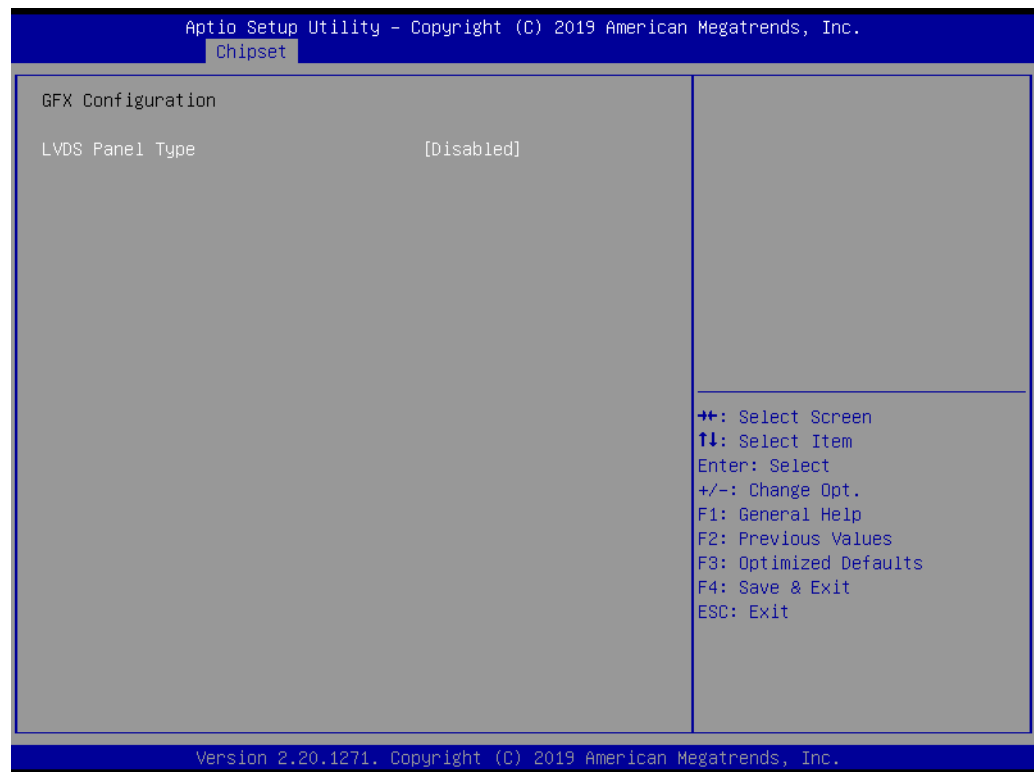 Aptio Setup Utility – Copyright (C) 2019 American Megatrends, Inc.
Chipset
GFX Configuration
LVDS Panel Type [Disabled]
→←: Select Screen
↑↓: Select Item
Enter: Select
+/-: Change Opt.
F1: General Help
F2: Previous Values
F3: Optimized Defaults
F4: Save & Exit
ESC: Exit
Version 2.20.1271. Copyright (C) 2019 American Megatrends, Inc.